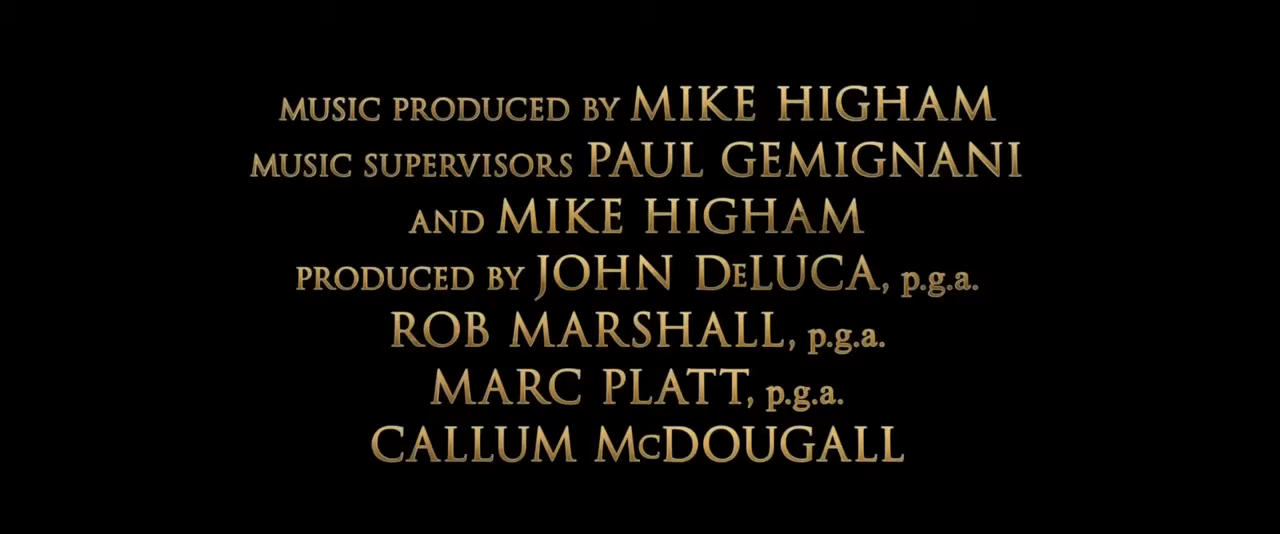 MUSIC PRODUCED BY MIKE HIGHAM
MUSIC SUPERVISORS PAUL GEMIGNANI
AND MIKE HIGHAM
PRODUCED BY JOHN DeLUCA, p.g.a.
ROB MARSHALL, p.g.a.
MARC PLATT, p.g.a.
CALLUM McDOUGALL